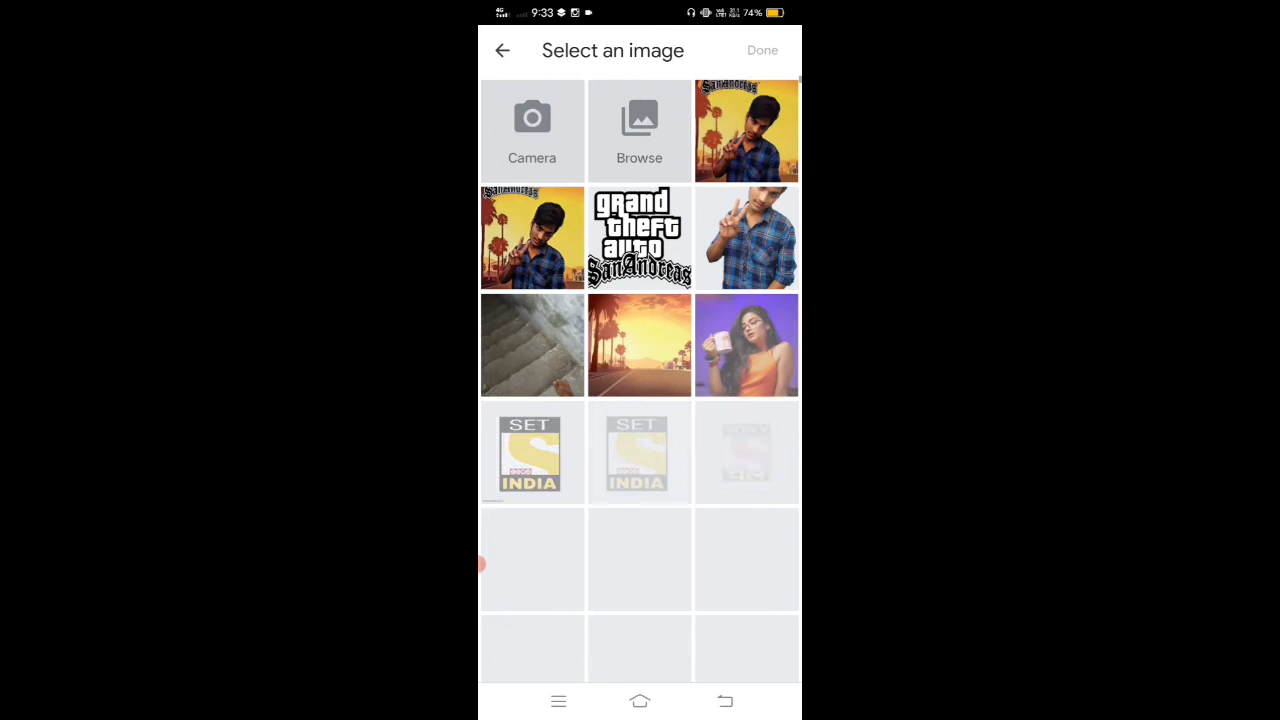 4G
9:33
74%
Select an image
Done
Camera
Browse
SanAndreas
SanAndreas
grand
theft
auto
SanAndreas
SET
INDIA
SET
INDIA